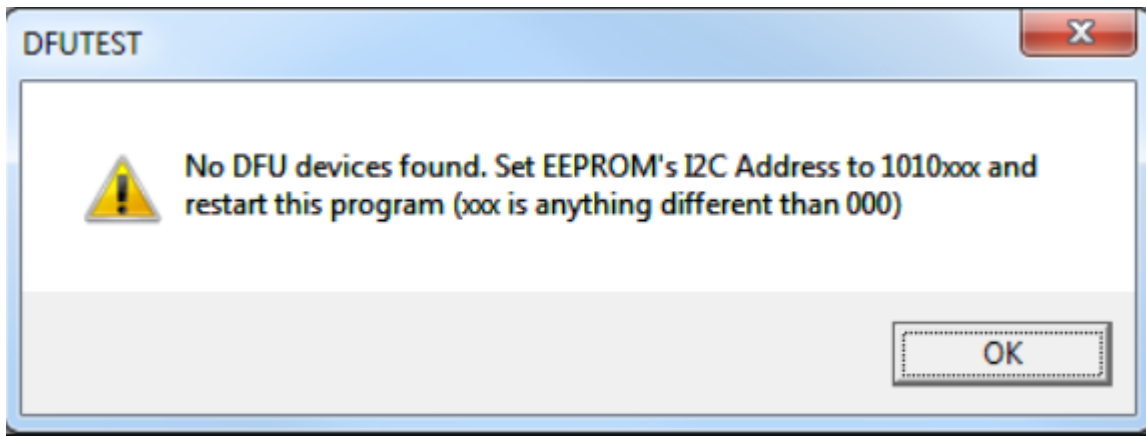 DFUTEST
No DFU devices found. Set EEPROM's I2C Address to 1010xxx and
restart this program (xxx is anything different than 000)
OK